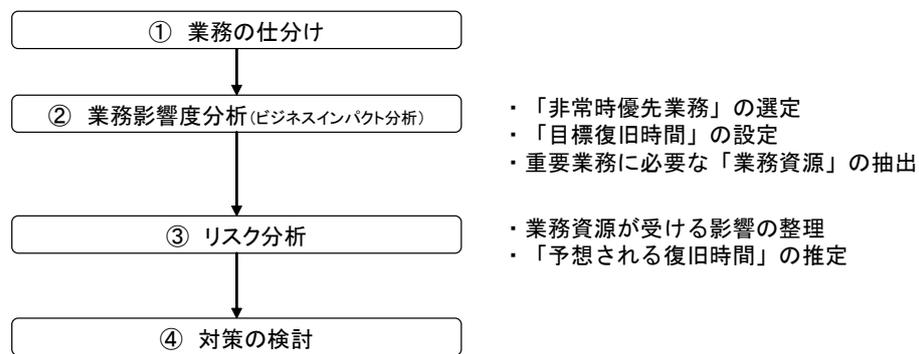 ① 業務の仕分け
② 業務影響度分析(ビジネスインパクト分析)
・「非常時優先業務」の選定
・「目標復旧時間」の設定
・重要業務に必要な「業務資源」の抽出
③ リスク分析
・業務資源が受ける影響の整理
・「予想される復旧時間」の推定
④ 対策の検討